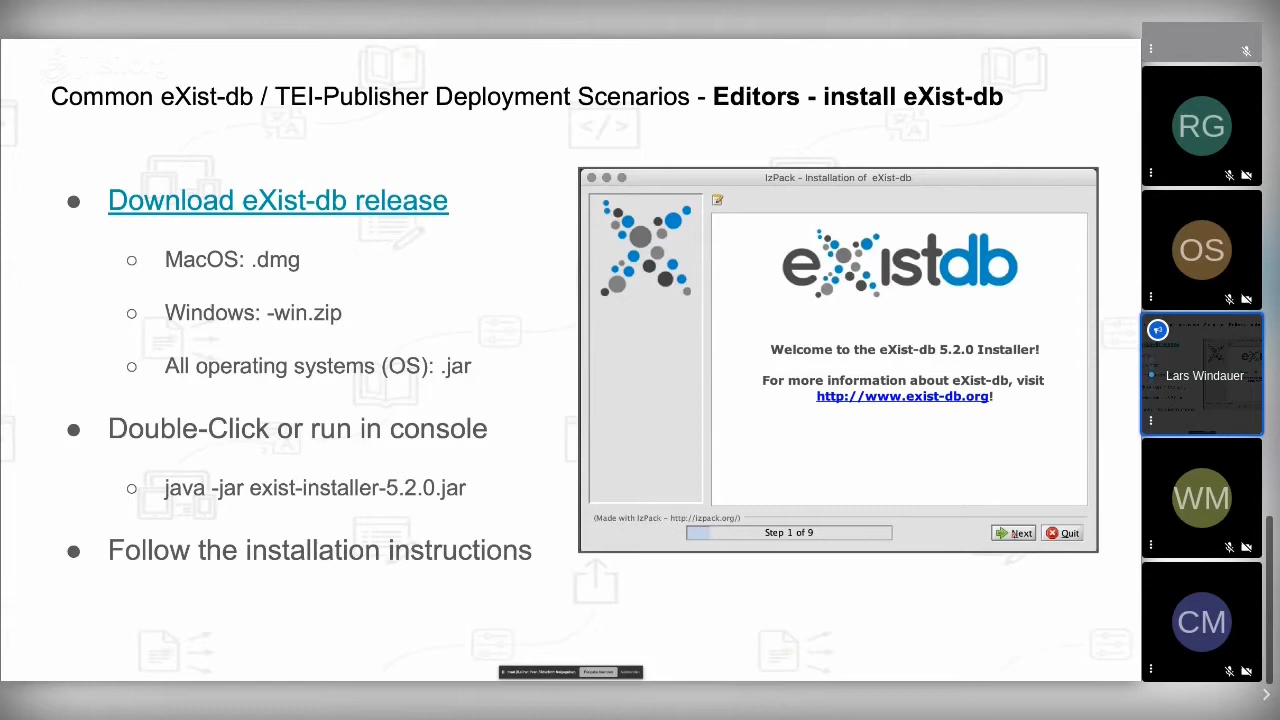 Common eXist-db / TEI-Publisher Deployment Scenarios - Editors - install eXist-db
Download eXist-db release
MacOS: .dmg
Windows: -win.zip
All operating systems (OS): .jar
Double-Click or run in console
java -jar exist-installer-5.2.0.jar
Follow the installation instructions
IzPack - Installation of eXist-db
eXistdb
Welcome to the eXist-db 5.2.0 Installer!
For more information about eXist-db, visit
http://www.exist-db.org!
(Made with IzPack - http://izpack.org/)
Step 1 of 9
Next
Quit
RG
OS
Lars Windauer
WM
CM